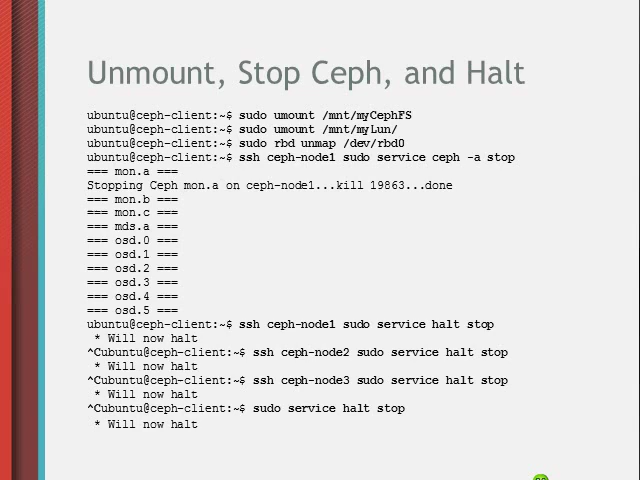 Unmount, Stop Ceph, and Halt
ubuntu@ceph-client:~$ sudo umount /mnt/myCephFS
ubuntu@ceph-client:~$ sudo umount /mnt/myLun/
ubuntu@ceph-client:~$ sudo rbd unmap /dev/rbd0
ubuntu@ceph-client:~$ ssh ceph-node1 sudo service ceph -a stop
=== mon.a ===
Stopping Ceph mon.a on ceph-node1...kill 19863...done
=== mon.b ===
=== mon.c ===
=== mds.a ===
=== osd.0 ===
=== osd.1 ===
=== osd.2 ===
=== osd.3 ===
=== osd.4 ===
=== osd.5 ===
ubuntu@ceph-client:~$ ssh ceph-node1 sudo service halt stop
 * Will now halt
^Cubuntu@ceph-client:~$ ssh ceph-node2 sudo service halt stop
 * Will now halt
^Cubuntu@ceph-client:~$ ssh ceph-node3 sudo service halt stop
 * Will now halt
^Cubuntu@ceph-client:~$ sudo service halt stop
 * Will now halt